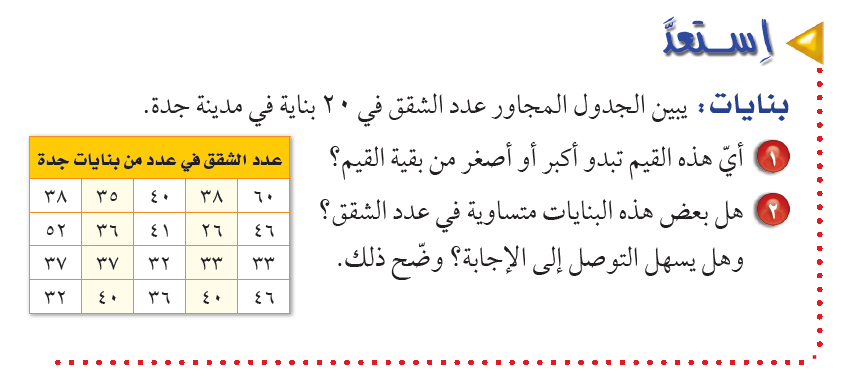 إستعدَّ
بنايات: يبين الجدول المجاور عدد الشقق في ٢٠ بناية في مدينة جدة.
١ أيّ هذه القيم تبدو أكبر أو أصغر من بقية القيم؟
٢ هل بعض هذه البنايات متساوية في عدد الشقق؟
وهل يسهل التوصل إلى الإجابة؟ وضّح ذلك.
عدد الشقق في عدد من بنايات جدة
٦٠ ٣٨ ٤٠ ٣٥ ٣٨
٤٦ ٢٦ ٤١ ٣٦ ٥٢
٣٣ ٣٣ ٣٢ ٣٧ ٣٧
٤٦ ٤٠ ٣٦ ٤٠ ٣٢